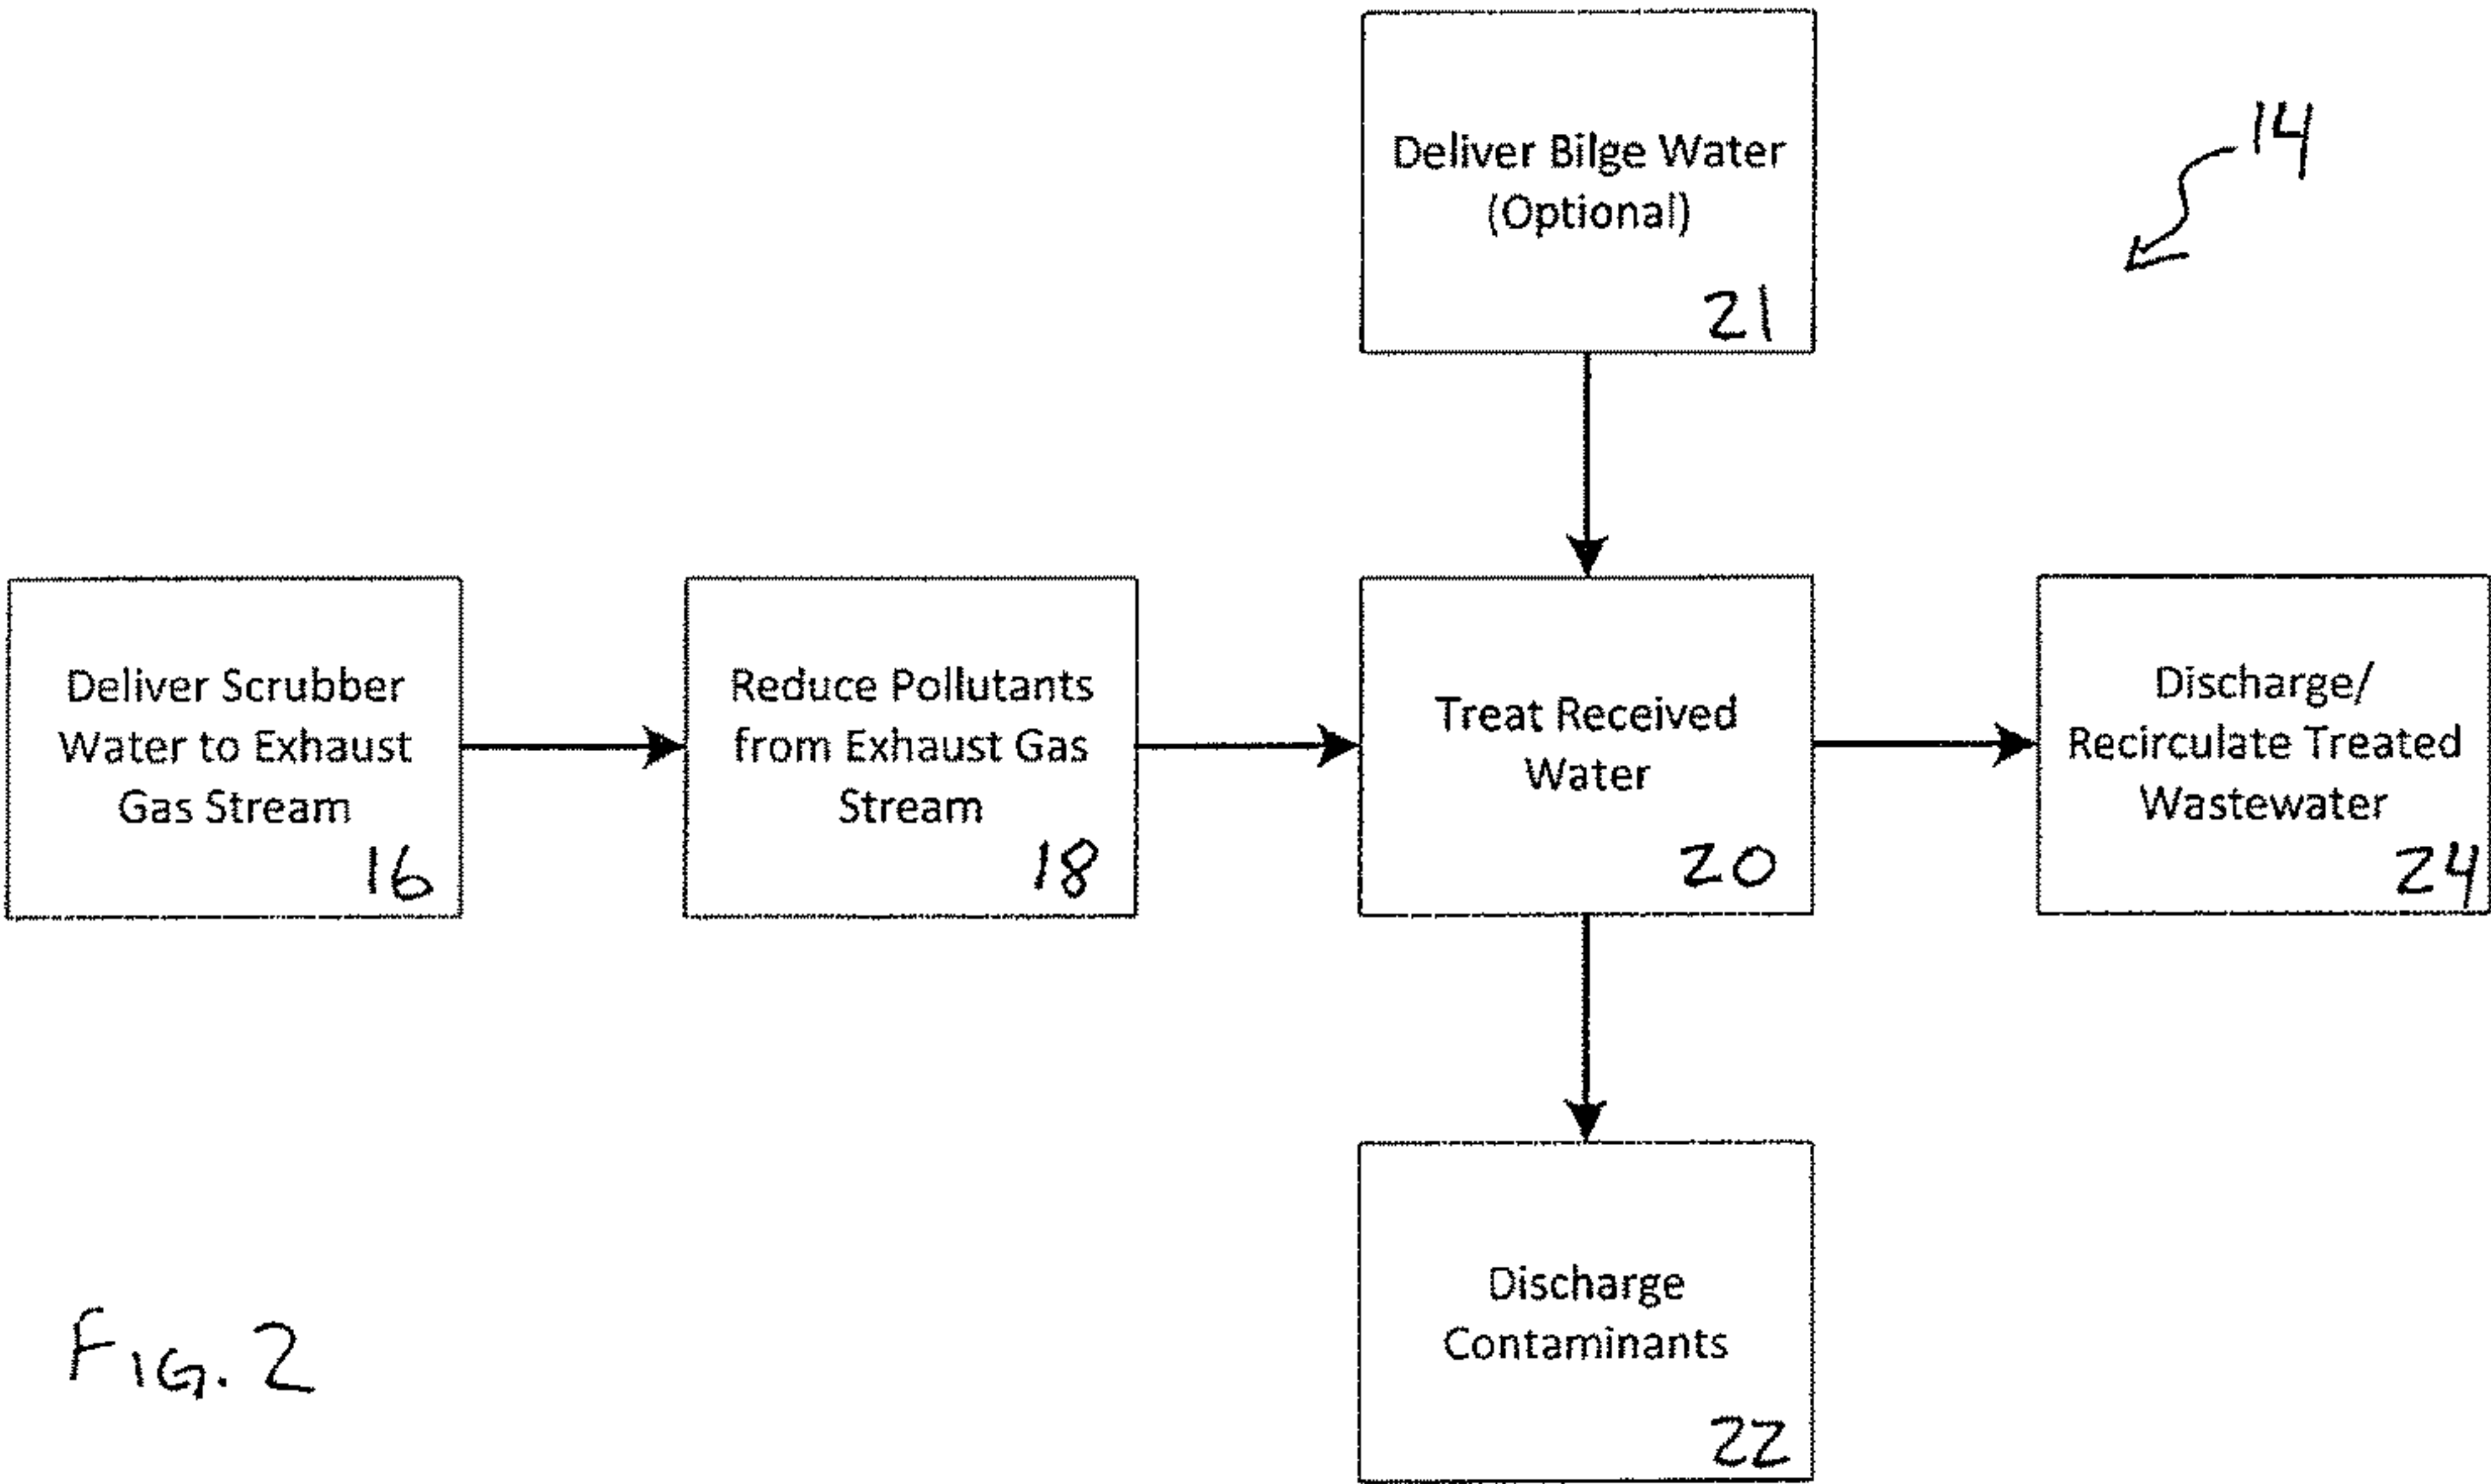 Deliver Bilge Water
(Optional)
21
14
Deliver Scrubber
Water to Exhaust
Gas Stream
16
Reduce Pollutants
from Exhaust Gas
Stream
18
Treat Received
Water
20
Discharge/
Recirculate Treated
Wastewater
24
Discharge
Contaminants
22
FIG. 2